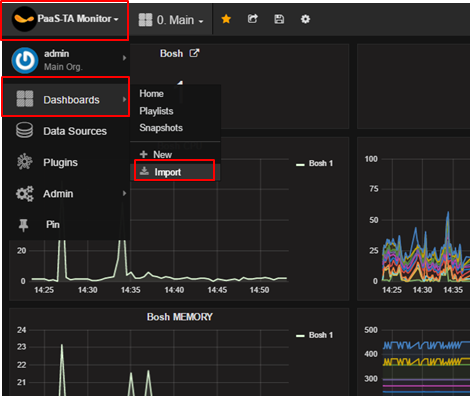 PaaS-TA Monitor
0. Main
admin
Main Org.
Dashboards
Data Sources
Plugins
Admin
Pin
Home
Playlists
Snapshots
New
Import
Bosh
Bosh 1
20
0
14:25
14:30
14:35
14:40
14:45
14:50
100
75
50
25
0
14:25
14:30
14:35
Bosh MEMORY
24
23
22
21
Bosh 1
500
400
300